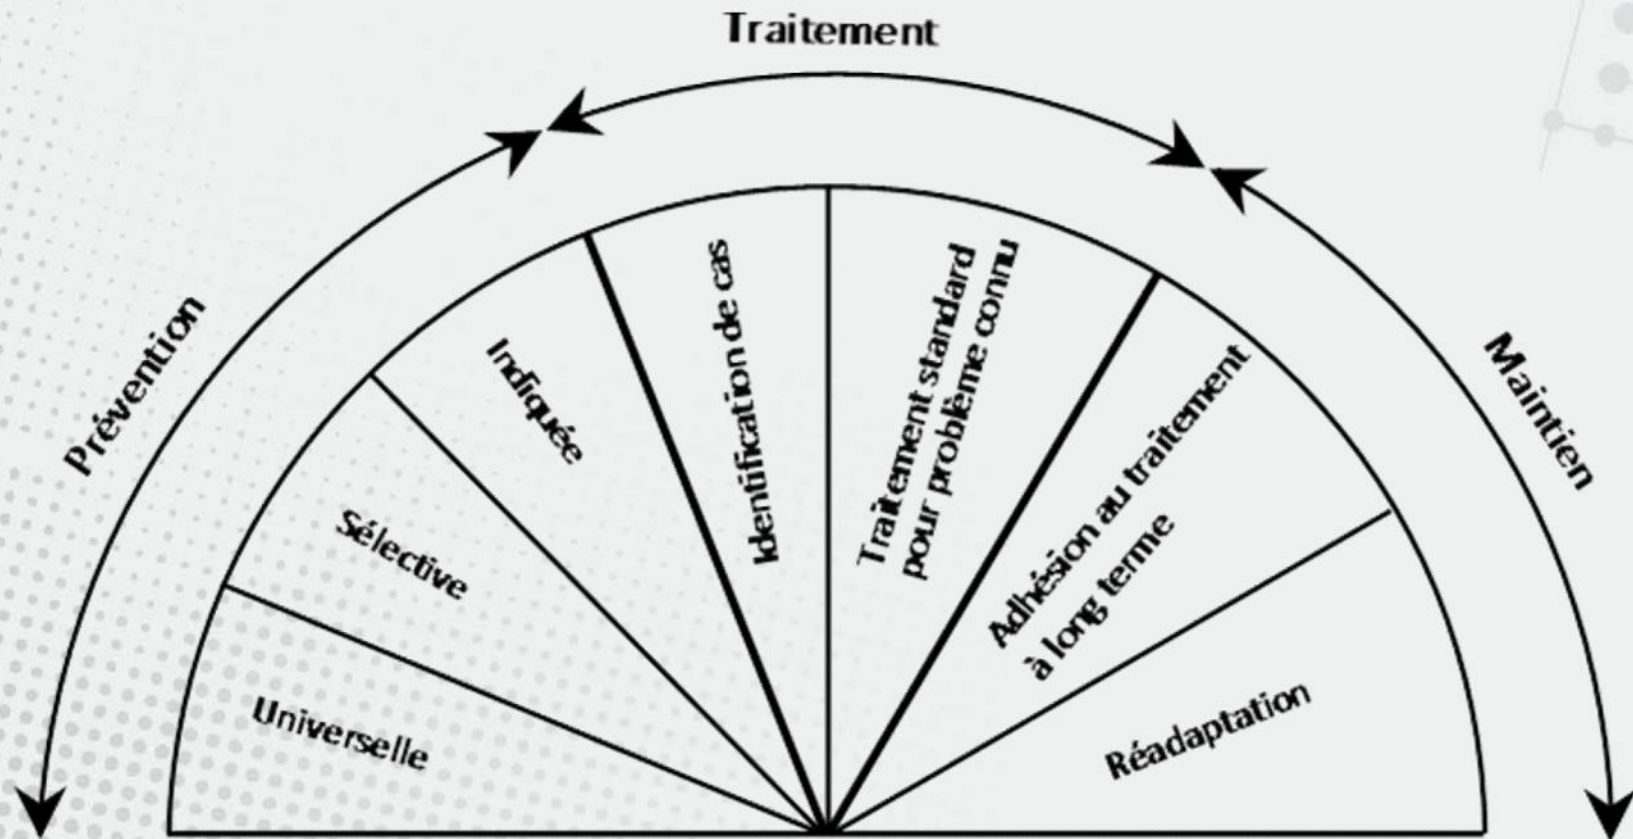 Traitement
Prévention
Maintien
Universelle
Sélective
Indiquée
Identification de cas
Traitement standard
pour problème connu
Adhésion au traitement
à long terme
Réadaptation